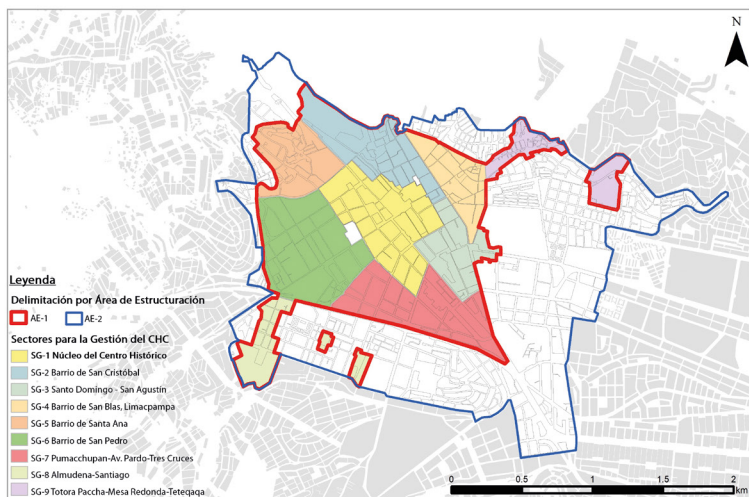 N
Leyenda
Delimitación por Área de Estructuración
AE-1 AE-2
Sectores para la Gestión del CHC
SG-1 Núcleo del Centro Histórico
SG-2 Barrio de San Cristóbal
SG-3 Santo Domingo - San Agustín
SG-4 Barrio de San Blas, Limacpampa
SG-5 Barrio de Santa Ana
SG-6 Barrio de San Pedro
SG-7 Pumacchupan-Av. Pardo-Tres Cruces
SG-8 Almudena-Santiago
SG-9 Totora Paccha-Mesa Redonda-Teteqaqa
0 0.5 1 1.5 2
km